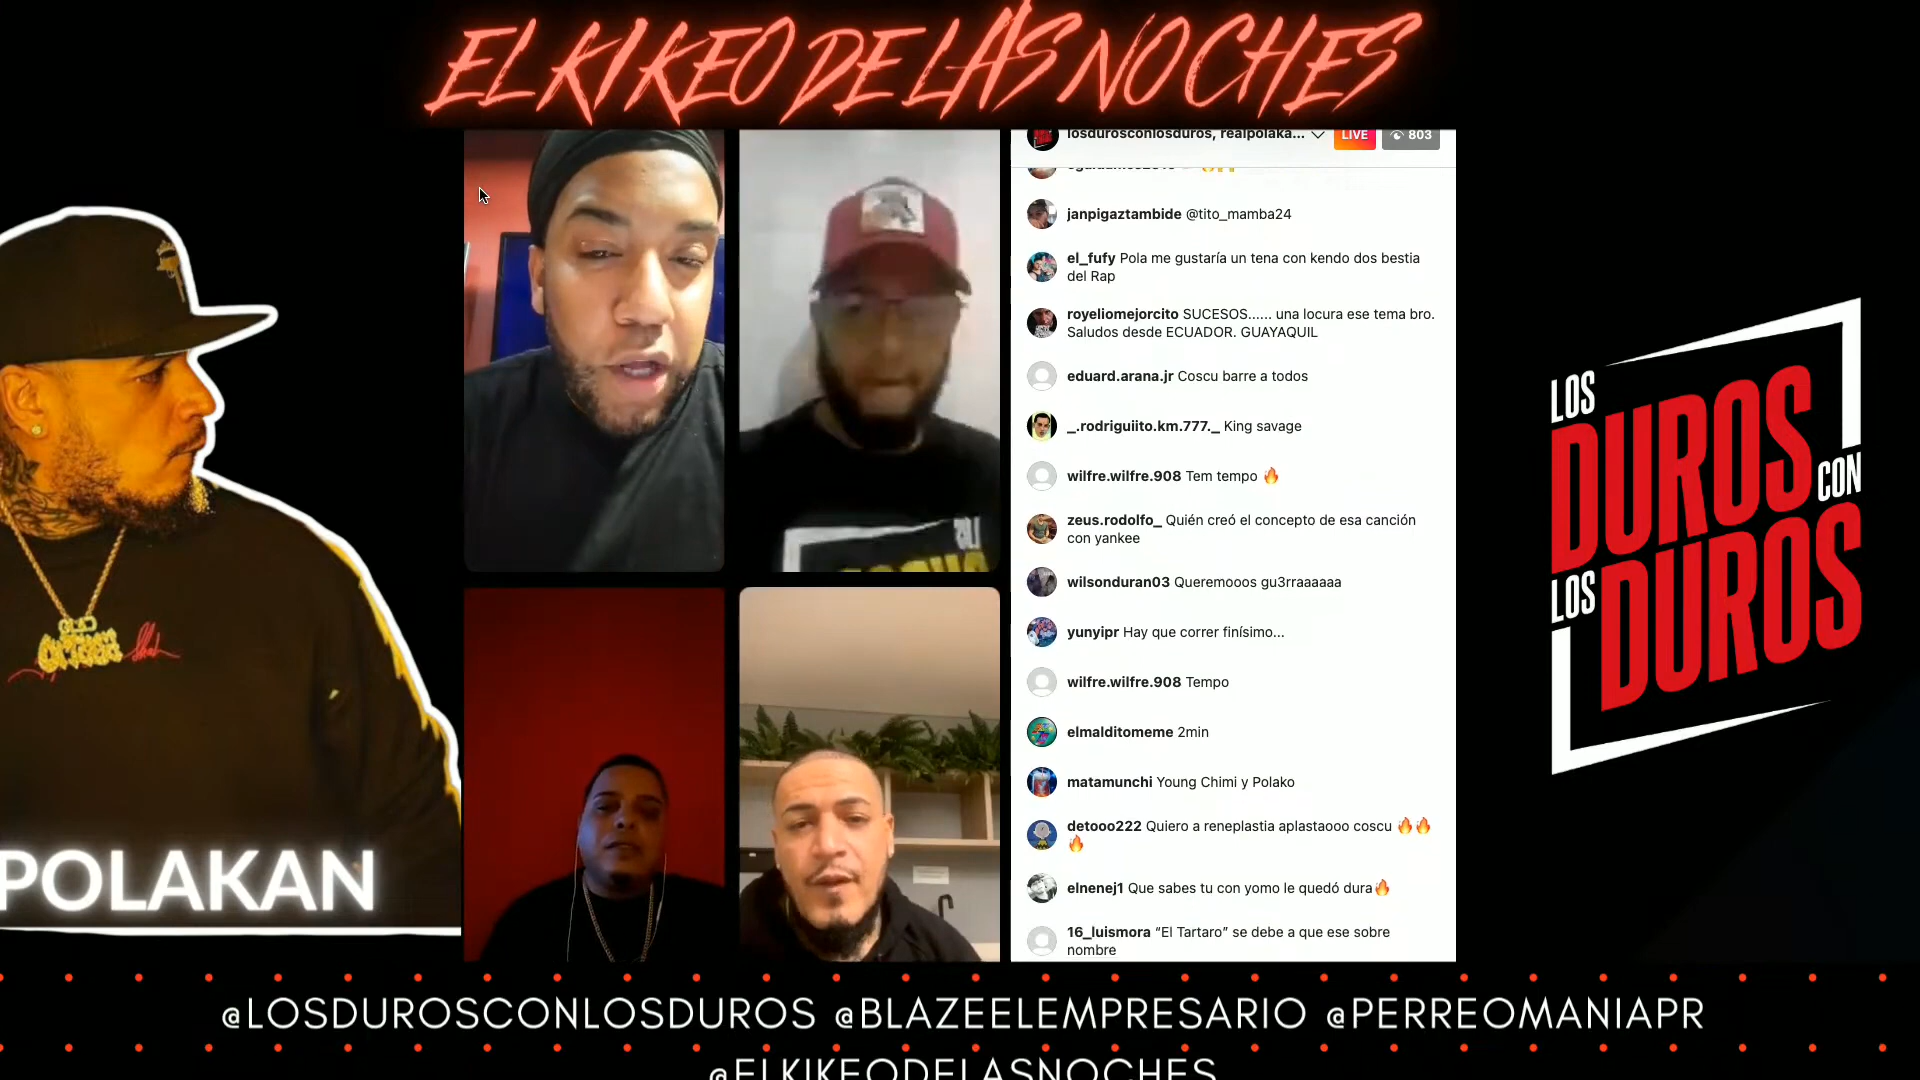 EL KIKEO DE LAS NOCHES
losdurosconlosduros, realpolaka... LIVE 803
janpigaztambide @tito_mamba24
el_fufy Pola me gustaría un tena con kendo dos bestia
del Rap
royeliomejorcito SUCESOS...... una locura ese tema bro.
Saludos desde ECUADOR. GUAYAQUIL
eduard.arana.jr Coscu barre a todos
_.rodriguiito.km.777._ King savage
wilfre.wilfre.908 Tem tempo 🔥
zeus.rodolfo_ Quién creó el concepto de esa canción
con yankee
wilsonduran03 Queremooos gu3rraaaaaa
yunyipr Hay que correr finísimo...
wilfre.wilfre.908 Tempo
elmalditomeme 2min
matamunchi Young Chimi y Polako
detooo222 Quiero a reneplastia aplastaooo coscu 🔥🔥
🔥
elnenej1 Que sabes tu con yomo le quedó dura🔥
16_luismora “El Tartaro” se debe a que ese sobre
nombre
POLAKAN
LOS
DUROS
CON
LOS
DUROS
@LOSDUROSCONLOSDUROS @BLAZEELEMPRESARIO @PERREOMANIAPR
@ELKIKEODELASNOCHES